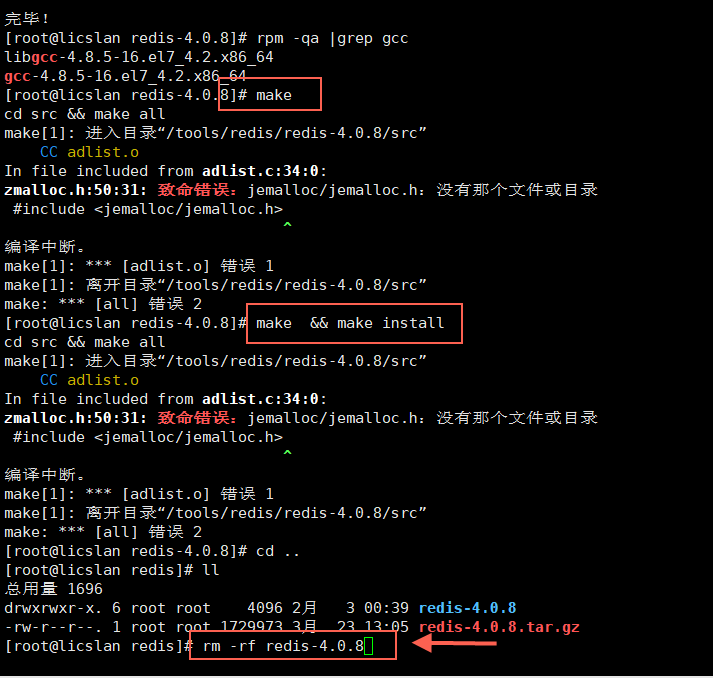 完毕！
[root@licslan redis-4.0.8]# rpm -qa |grep gcc
libgcc-4.8.5-16.el7_4.2.x86_64
gcc-4.8.5-16.el7_4.2.x86_64
[root@licslan redis-4.0.8]# make
cd src && make all
make[1]: 进入目录“/tools/redis/redis-4.0.8/src”
    CC adlist.o
In file included from adlist.c:34:0:
zmalloc.h:50:31: 致命错误：jemalloc/jemalloc.h：没有那个文件或目录
 #include <jemalloc/jemalloc.h>
                               ^
编译中断。
make[1]: *** [adlist.o] 错误 1
make[1]: 离开目录“/tools/redis/redis-4.0.8/src”
make: *** [all] 错误 2
[root@licslan redis-4.0.8]# make  && make install
cd src && make all
make[1]: 进入目录“/tools/redis/redis-4.0.8/src”
    CC adlist.o
In file included from adlist.c:34:0:
zmalloc.h:50:31: 致命错误：jemalloc/jemalloc.h：没有那个文件或目录
 #include <jemalloc/jemalloc.h>
                               ^
编译中断。
make[1]: *** [adlist.o] 错误 1
make[1]: 离开目录“/tools/redis/redis-4.0.8/src”
make: *** [all] 错误 2
[root@licslan redis-4.0.8]# cd ..
[root@licslan redis]# ll
总用量 1696
drwxrwxr-x. 6 root root    4096 2月   3 00:39 redis-4.0.8
-rw-r--r--. 1 root root 1729973 3月  23 13:05 redis-4.0.8.tar.gz
[root@licslan redis]# rm -rf redis-4.0.8